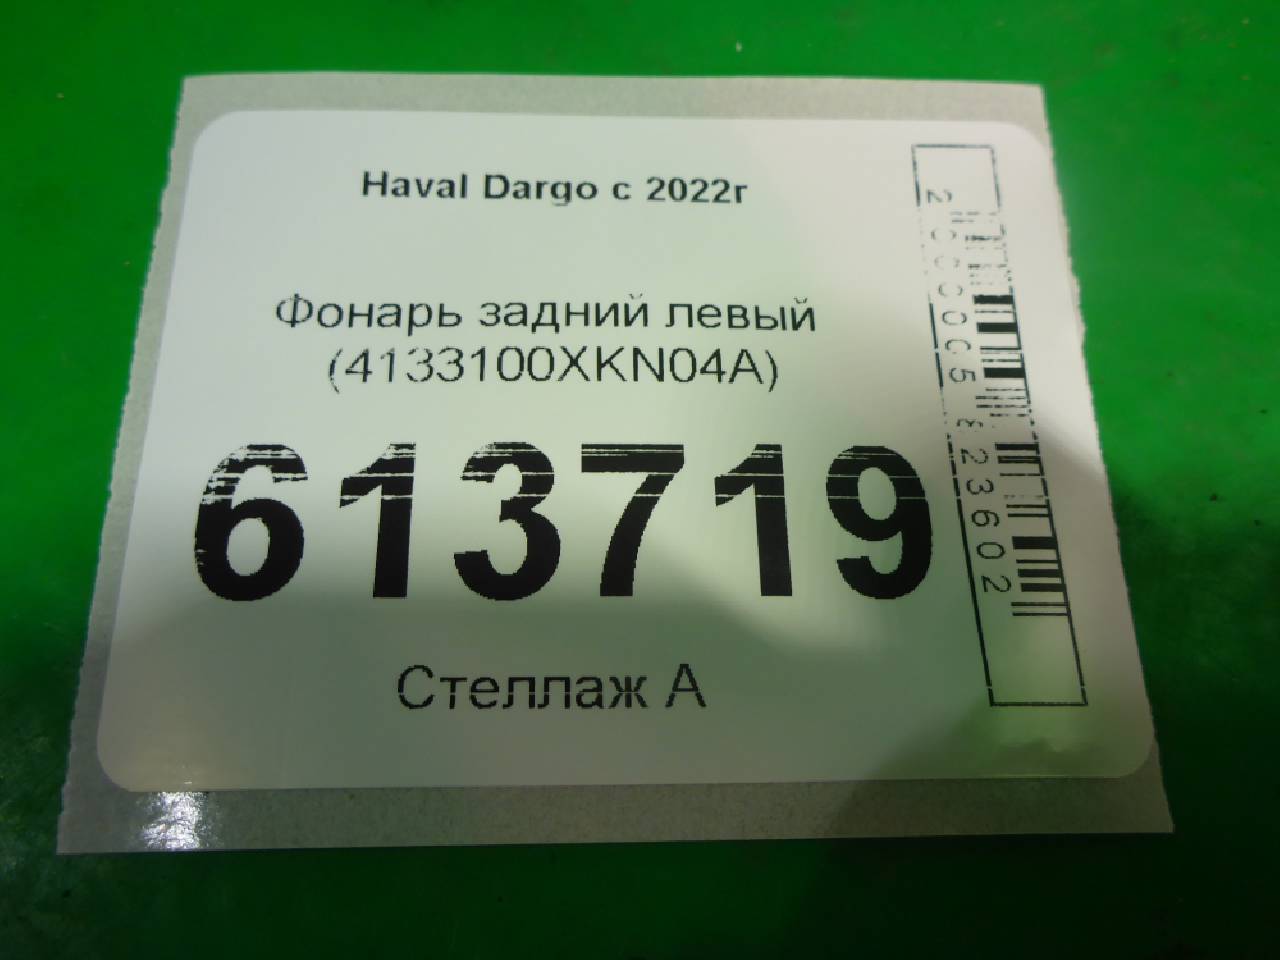 Haval Dargo с 2022г
Фонарь задний левый
(4133100XKN04A)
613719
Стеллаж А